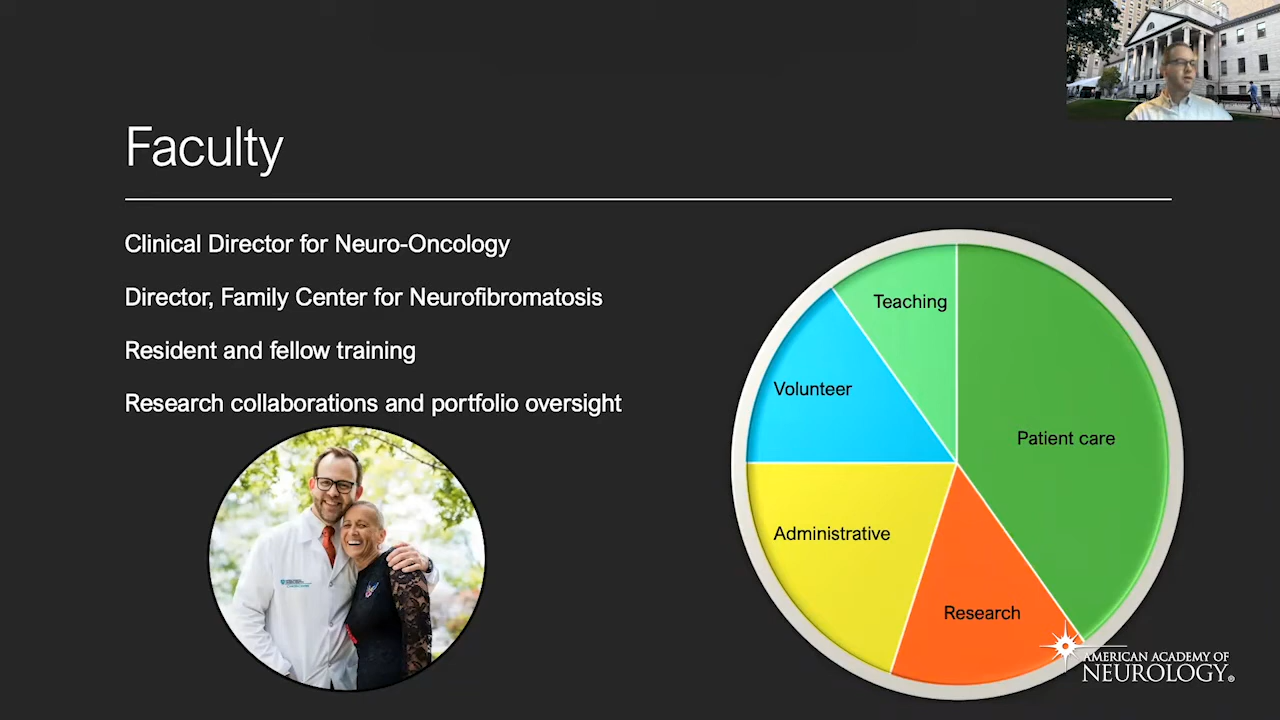 Faculty
Clinical Director for Neuro-Oncology
Director, Family Center for Neurofibromatosis
Resident and fellow training
Research collaborations and portfolio oversight
Teaching
Volunteer
Patient care
Administrative
Research
AMERICAN ACADEMY OF
NEUROLOGY®